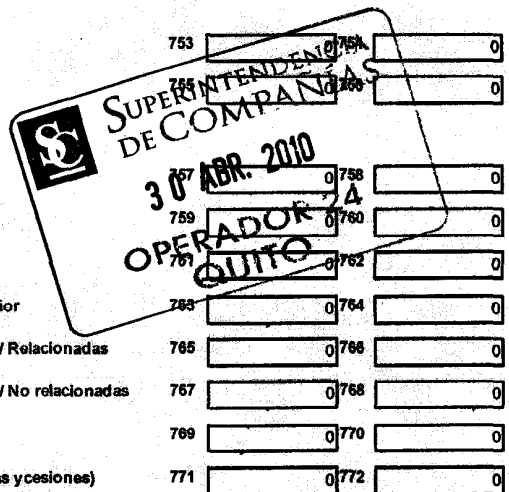 753 0 754 0
SUPERINTENDENCIA
755 0 756 0
DE COMPAÑÍAS
SC
30 ABR. 2010
757 0 758 0
OPERADOR 24
759 0 760 0
QUITO
761 0 762 0
ior 763 0 764 0
/ Relacionadas 765 0 766 0
/ No relacionadas 767 0 768 0
769 0 770 0
as ycesiones) 771 0 772 0